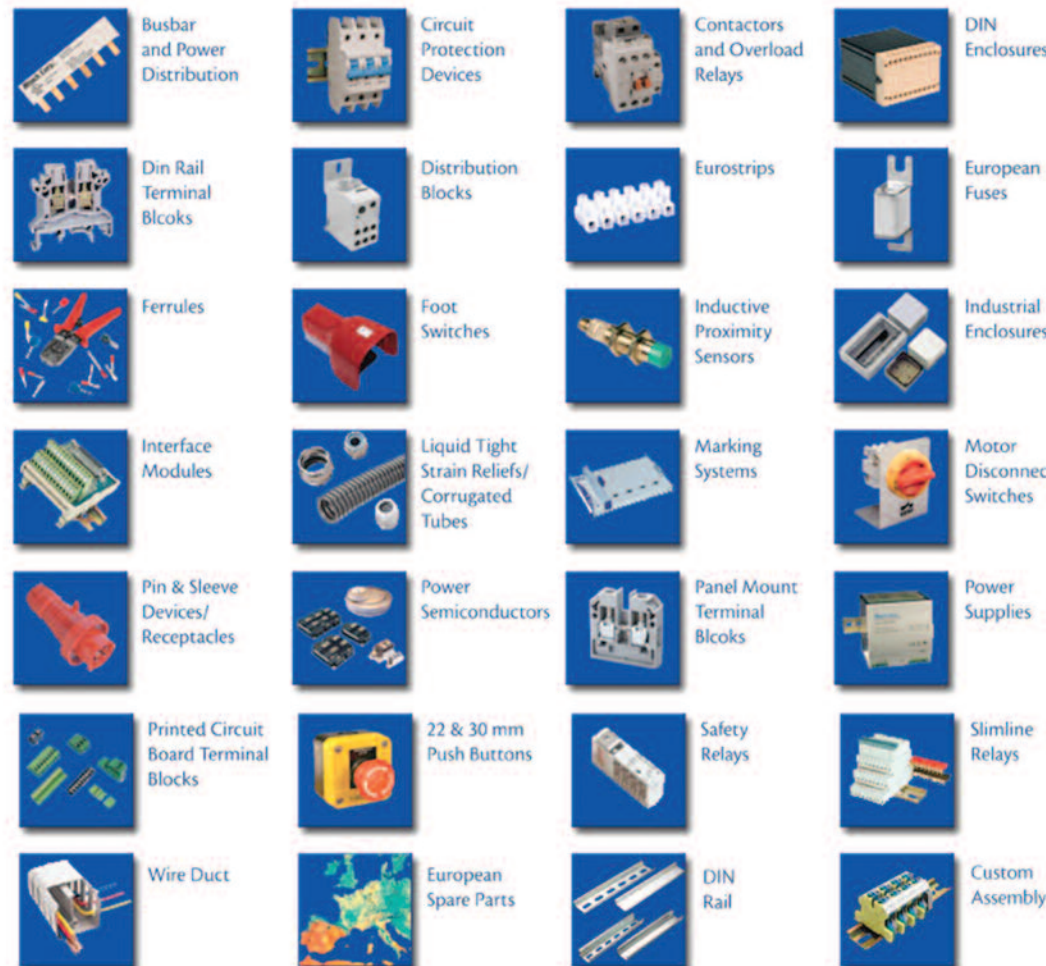 Busbar
and Power
Distribution
Circuit
Protection
Devices
Contactors
and Overload
Relays
DIN
Enclosures
Din Rail
Terminal
Blcoks
Distribution
Blocks
Eurostrips
European
Fuses
Ferrules
Foot
Switches
Inductive
Proximity
Sensors
Industrial
Enclosures
Interface
Modules
Liquid Tight
Strain Reliefs/
Corrugated
Tubes
Marking
Systems
Motor
Disconnec
Switches
Pin & Sleeve
Devices/
Receptacles
Power
Semiconductors
Panel Mount
Terminal
Blcoks
Power
Supplies
Printed Circuit
Board Terminal
Blocks
22 & 30 mm
Push Buttons
Safety
Relays
Slimline
Relays
Wire Duct
European
Spare Parts
DIN
Rail
Custom
Assembly